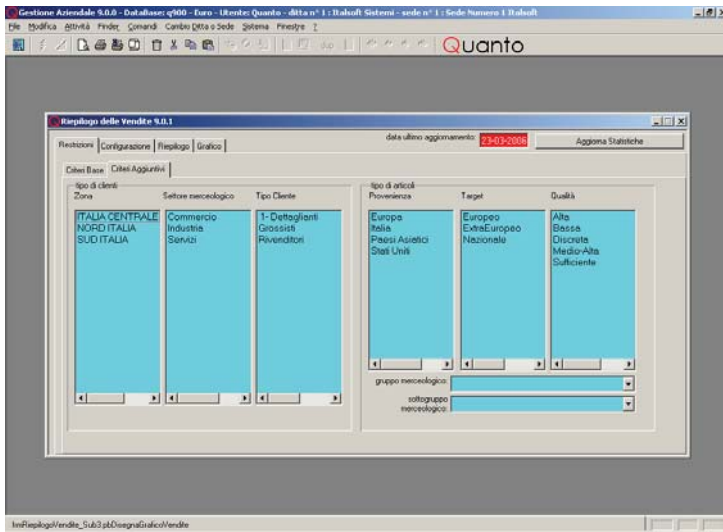 Gestione Aziendale 9.0.0 - DataBase: q900 - Euro - Utente: Quanto - ditta n° 1 : Italsoft Sistemi - sede n° 1 : Sede Numero 1 Italsoft
File Modifica Attività Finder Comandi Cambio Ditta o Sede Sistema Finestre ?
Quanto
Riepilogo delle Vendite 9.0.1
Restrizioni Configurazione Riepilogo Grafico
data ultimo aggiornamento: 23-03-2006 Aggiorna Statistiche
Criteri Base Criteri Aggiuntivi
tipo di clienti tipo di articoli
Zona Settore merceologico Tipo Cliente Provenienza Target Qualità
ITALIA CENTRALE Commercio 1- Dettaglianti Europa Europeo Alta
NORD ITALIA Industria Grossisti Italia ExtraEuropeo Bassa
SUD ITALIA Servizi Rivenditori Paesi Asiatici Nazionale Discreta
Stati Uniti Medio-Alta
Sufficiente
gruppo merceologico:
sottogruppo
merceologico:
frmRiepilogoVendite_Sub3.pbDisegnaGraficoVendite